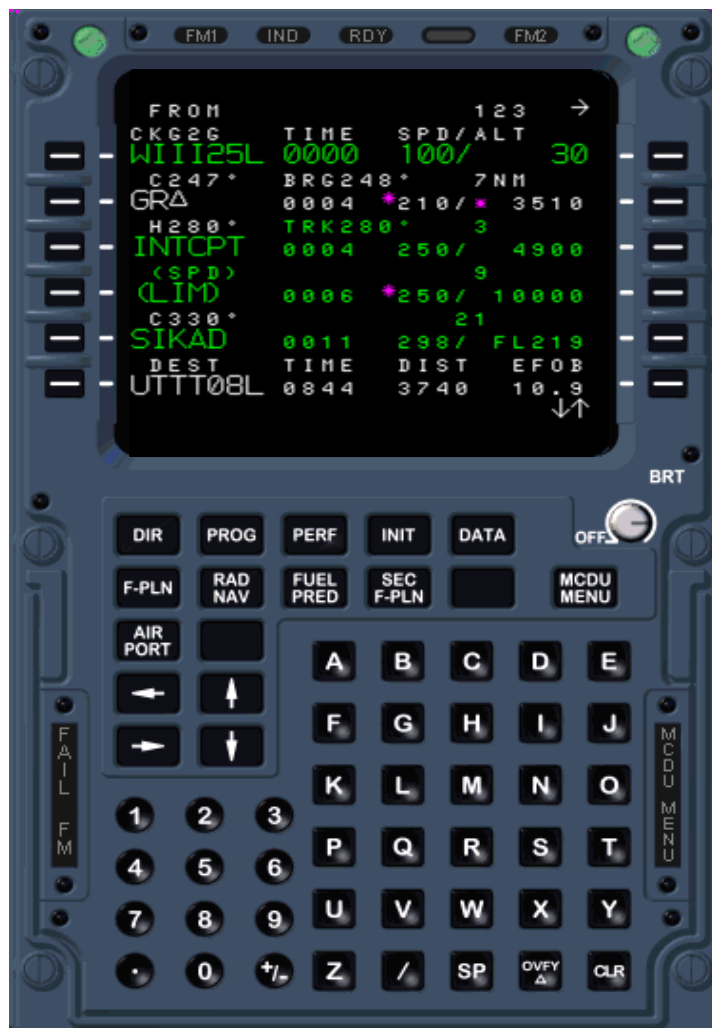 FM1 IND RDY FM2
FROM 123 →
CKG2G TIME SPD/ALT
WIII25L 0000 100/ 30
C247° BRG248° 7NM
GRΔ 0004 *210/* 3510
H280° TRK280° 3
INTCPT 0004 250/ 4900
(SPD) 9
(LIM) 0006 *250/ 10000
C330° 21
SIKAD 0011 298/ FL219
DEST TIME DIST EFOB
UTTT08L 0844 3740 10.9
↓↑
BRT
OFF
DIR PROG PERF INIT DATA
F-PLN RAD NAV FUEL PRED SEC F-PLN MCDU MENU
AIR PORT
← ↑
→ ↓
A B C D E
F G H I J
K L M N O
P Q R S T
U V W X Y
Z / SP OVFY Δ CLR
1 2 3
4 5 6
7 8 9
. 0 +/-
FAIL FM
MCDU MENU